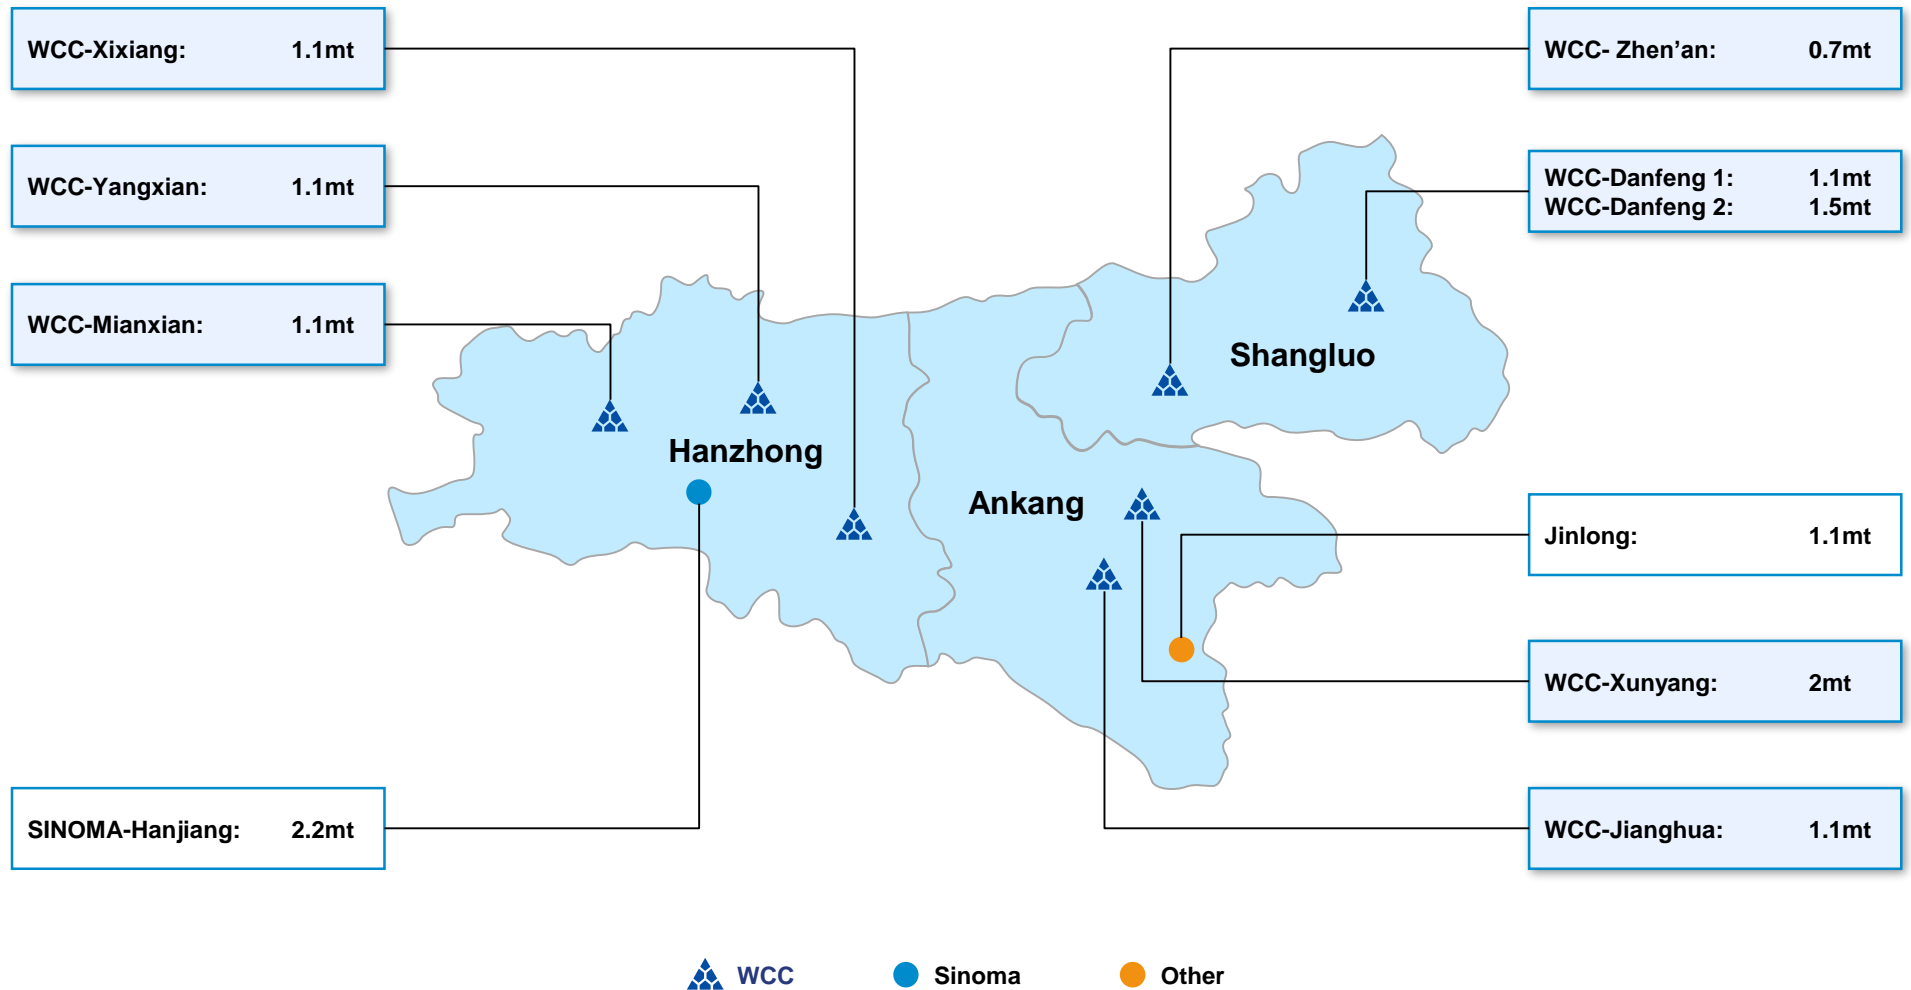 WCC-Xixiang: 1.1mt
WCC-Yangxian: 1.1mt
WCC-Mianxian: 1.1mt
SINOMA-Hanjiang: 2.2mt
WCC- Zhen’an: 0.7mt
WCC-Danfeng 1: 1.1mt
WCC-Danfeng 2: 1.5mt
Shangluo
Hanzhong
Ankang
Jinlong: 1.1mt
WCC-Xunyang: 2mt
WCC-Jianghua: 1.1mt
WCC Sinoma Other